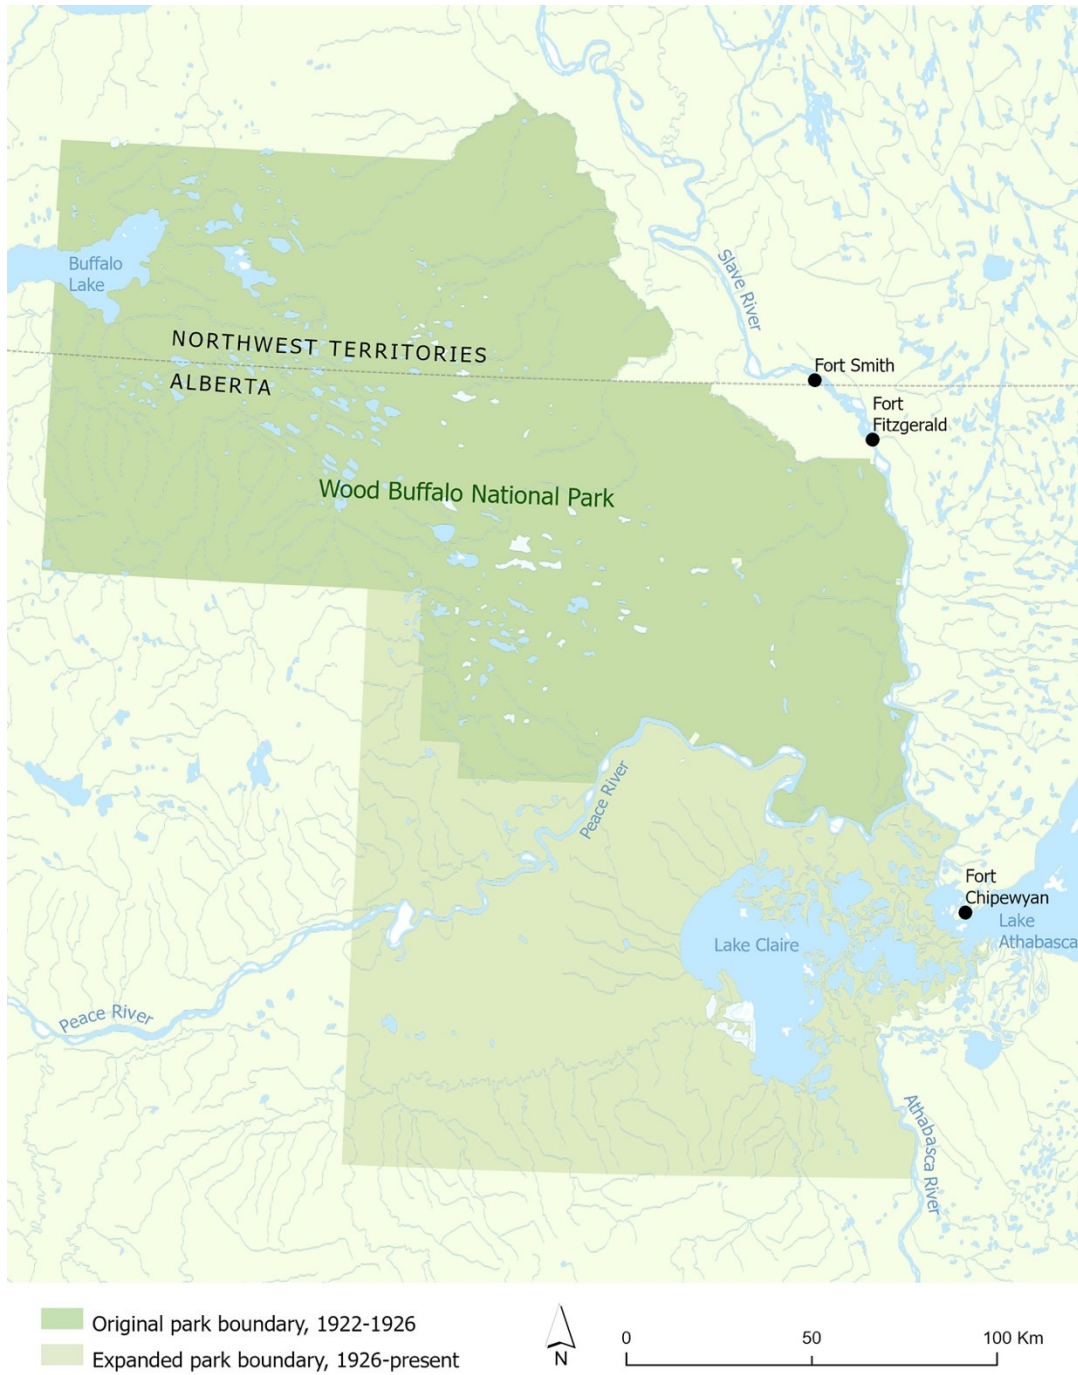 Buffalo
Lake
Slave River
NORTHWEST TERRITORIES
ALBERTA
Fort Smith
Fort
Fitzgerald
Wood Buffalo National Park
Peace River
Fort
Chipewyan
Lake
Athabasca
Lake Claire
Peace River
Athabasca River
Original park boundary, 1922-1926
Expanded park boundary, 1926-present
N
0 50 100 Km